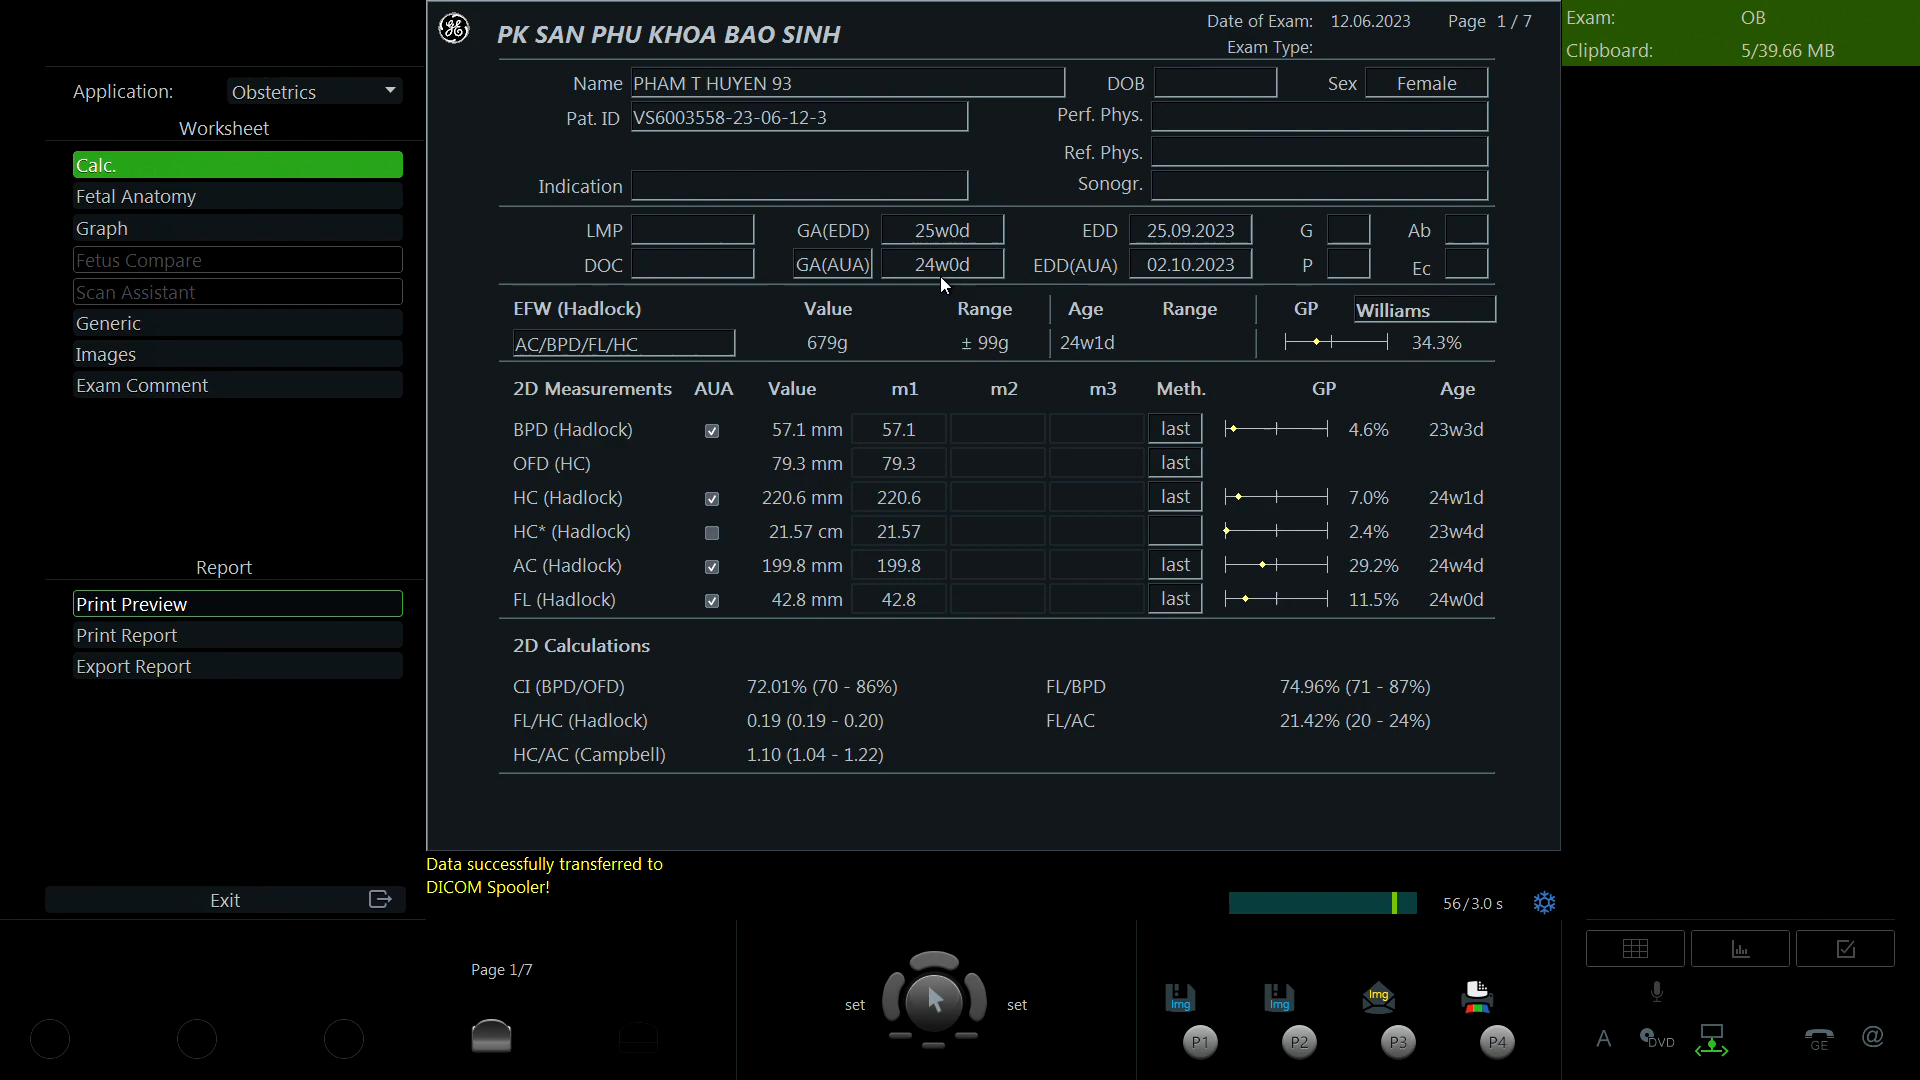 Application: Obstetrics
Worksheet
Calc.
Fetal Anatomy
Graph
Fetus Compare
Scan Assistant
Generic
Images
Exam Comment
Report
Print Preview
Print Report
Export Report
Exit
PK SAN PHU KHOA BAO SINH
Date of Exam: 12.06.2023 Page 1 / 7
Exam Type:
Name PHAM T HUYEN 93 DOB Sex Female
Pat. ID VS6003558-23-06-12-3 Perf. Phys.
Ref. Phys.
Indication Sonogr.
LMP GA(EDD) 25w0d EDD 25.09.2023 G Ab
DOC GA(AUA) 24w0d EDD(AUA) 02.10.2023 P Ec
EFW (Hadlock) Value Range Age Range GP Williams
AC/BPD/FL/HC 679g ± 99g 24w1d 34.3%
2D Measurements AUA Value m1 m2 m3 Meth. GP Age
BPD (Hadlock) 57.1 mm 57.1 last 4.6% 23w3d
OFD (HC) 79.3 mm 79.3 last
HC (Hadlock) 220.6 mm 220.6 last 7.0% 24w1d
HC* (Hadlock) 21.57 cm 21.57 2.4% 23w4d
AC (Hadlock) 199.8 mm 199.8 last 29.2% 24w4d
FL (Hadlock) 42.8 mm 42.8 last 11.5% 24w0d
2D Calculations
CI (BPD/OFD) 72.01% (70 - 86%) FL/BPD 74.96% (71 - 87%)
FL/HC (Hadlock) 0.19 (0.19 - 0.20) FL/AC 21.42% (20 - 24%)
HC/AC (Campbell) 1.10 (1.04 - 1.22)
Exam: OB
Clipboard: 5/39.66 MB
Data successfully transferred to
DICOM Spooler!
56/3.0 s
Page 1/7
set set
Img Img Img
P1 P2 P3 P4
A DVD GE @